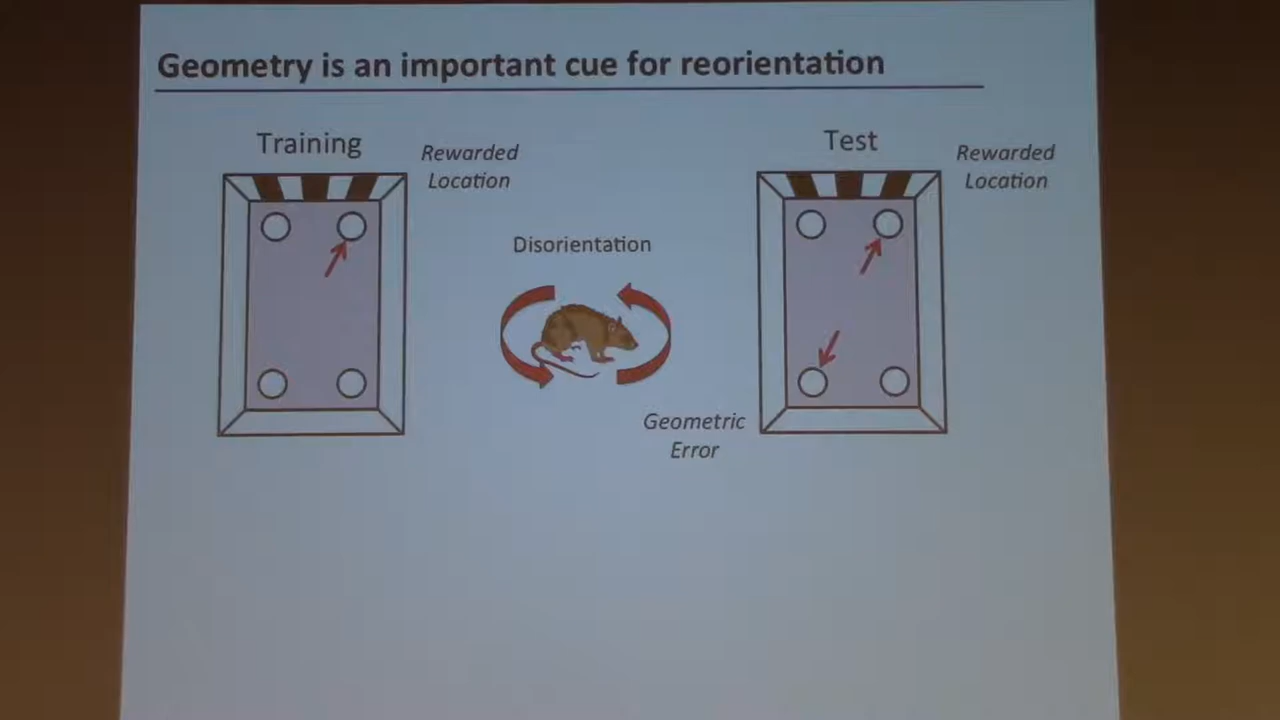 Geometry is an important cue for reorientation
Training
Rewarded
Location
Test
Rewarded
Location
Disorientation
Geometric
Error